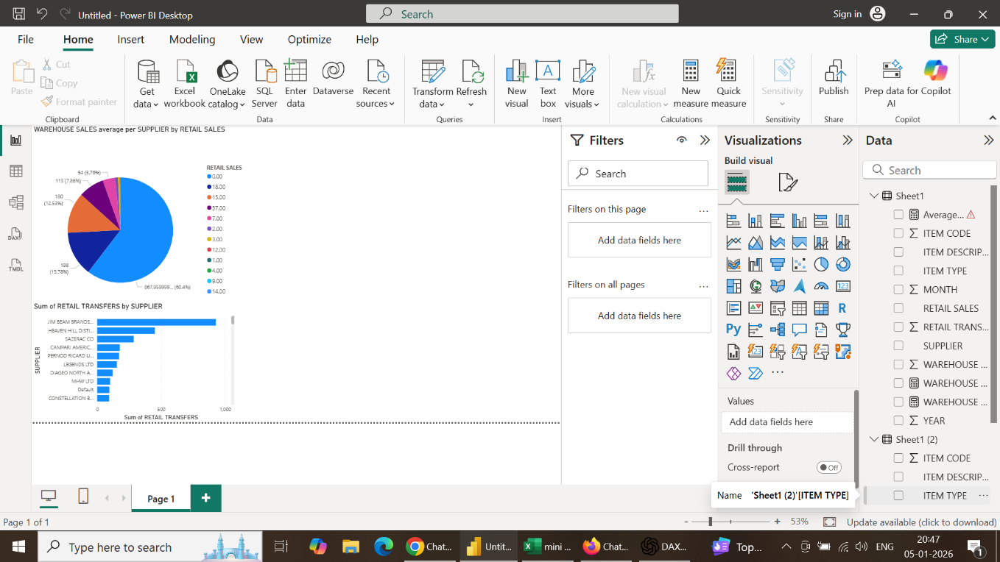 Untitled - Power BI Desktop
Search
Sign in
File
Home
Insert
Modeling
View
Optimize
Help
Share
Paste
Cut
Copy
Format painter
Clipboard
Get data
Excel workbook
OneLake catalog
SQL Server
Enter data
Dataverse
Recent sources
Data
Transform data
Refresh
Queries
New visual
Text box
More visuals
Insert
New visual calculation
New measure
Quick measure
Calculations
Sensitivity
Sensitivity
Publish
Share
Prep data for AI
Copilot
Copilot
DAX
TMDL
WAREHOUSE SALES average per SUPPLIER by RETAIL SALES
54 (3.76%)
113 (7.86%)
180 (12.53%)
198 (13.78%)
867.959999... (60.4%)
RETAIL SALES
0.00
18.00
15.00
37.00
7.00
2.00
3.00
12.00
1.00
4.00
9.00
14.00
Sum of RETAIL TRANSFERS by SUPPLIER
SUPPLIER
JIM BEAM BRANDS...
HEAVEN HILL DISTI...
SAZERAC CO
CAMPARI AMERIC...
PERNOD RICARD U...
LEGENDS LTD
DIAGEO NORTH A...
MHW LTD
Default
CONSTELLATION B...
0 500 1,000
Sum of RETAIL TRANSFERS
Filters
Search
Filters on this page
...
Add data fields here
Filters on all pages
...
Add data fields here
Visualizations
Build visual
123
R
Py
123
...
Values
Add data fields here
Drill through
Cross-report
Off
Name 'Sheet1 (2)'[ITEM TYPE]
Data
Search
Sheet1
Average...
ITEM CODE
ITEM DESCRIP...
ITEM TYPE
MONTH
RETAIL SALES
RETAIL TRANS...
SUPPLIER
WAREHOUSE ...
WAREHOUSE ...
WAREHOUSE ...
YEAR
Sheet1 (2)
ITEM CODE
ITEM DESCRIP...
ITEM TYPE
...
Page 1
+
Page 1 of 1
- + 53%
Update available (click to download)
Type here to search
Chat...
Untit...
mini ...
Chat...
DAX...
Top...
ENG
20:47
05-01-2026
1